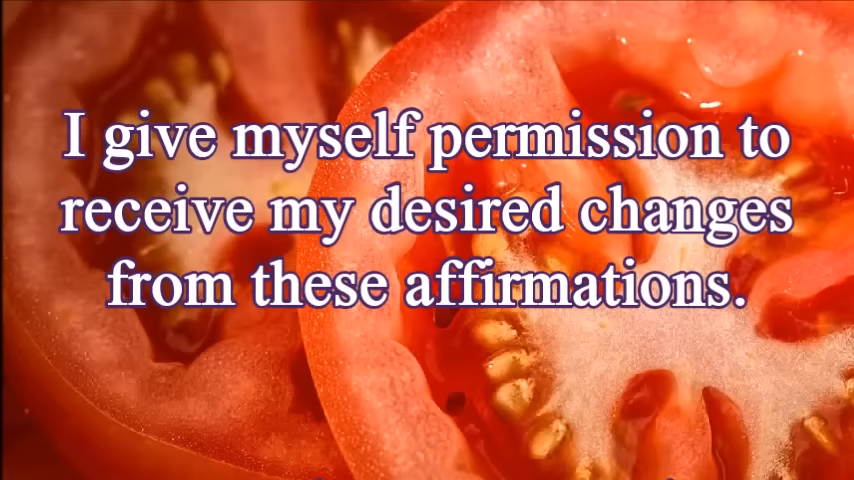 I give myself permission to
receive my desired changes
from these affirmations.